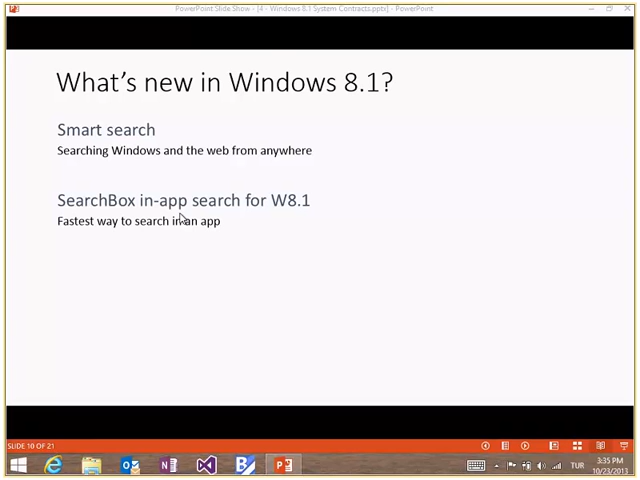 PowerPoint Slide Show - [4 - Windows 8.1 System Contracts.pptx] - PowerPoint
What's new in Windows 8.1?
Smart search
Searching Windows and the web from anywhere
SearchBox in-app search for W8.1
Fastest way to search in an app
SLIDE 10 OF 21
TUR
3:35 PM
10/23/2013